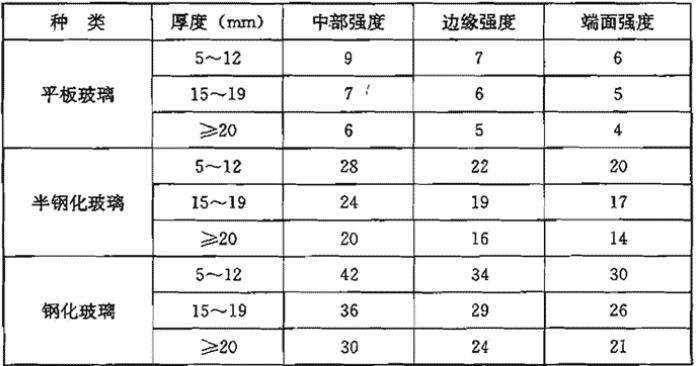 种 类 厚度（mm） 中部强度 边缘强度 端面强度
平板玻璃 5～12 9 7 6
15～19 7 6 5
≥20 6 5 4
半钢化玻璃 5～12 28 22 20
15～19 24 19 17
≥20 20 16 14
钢化玻璃 5～12 42 34 30
15～19 36 29 26
≥20 30 24 21